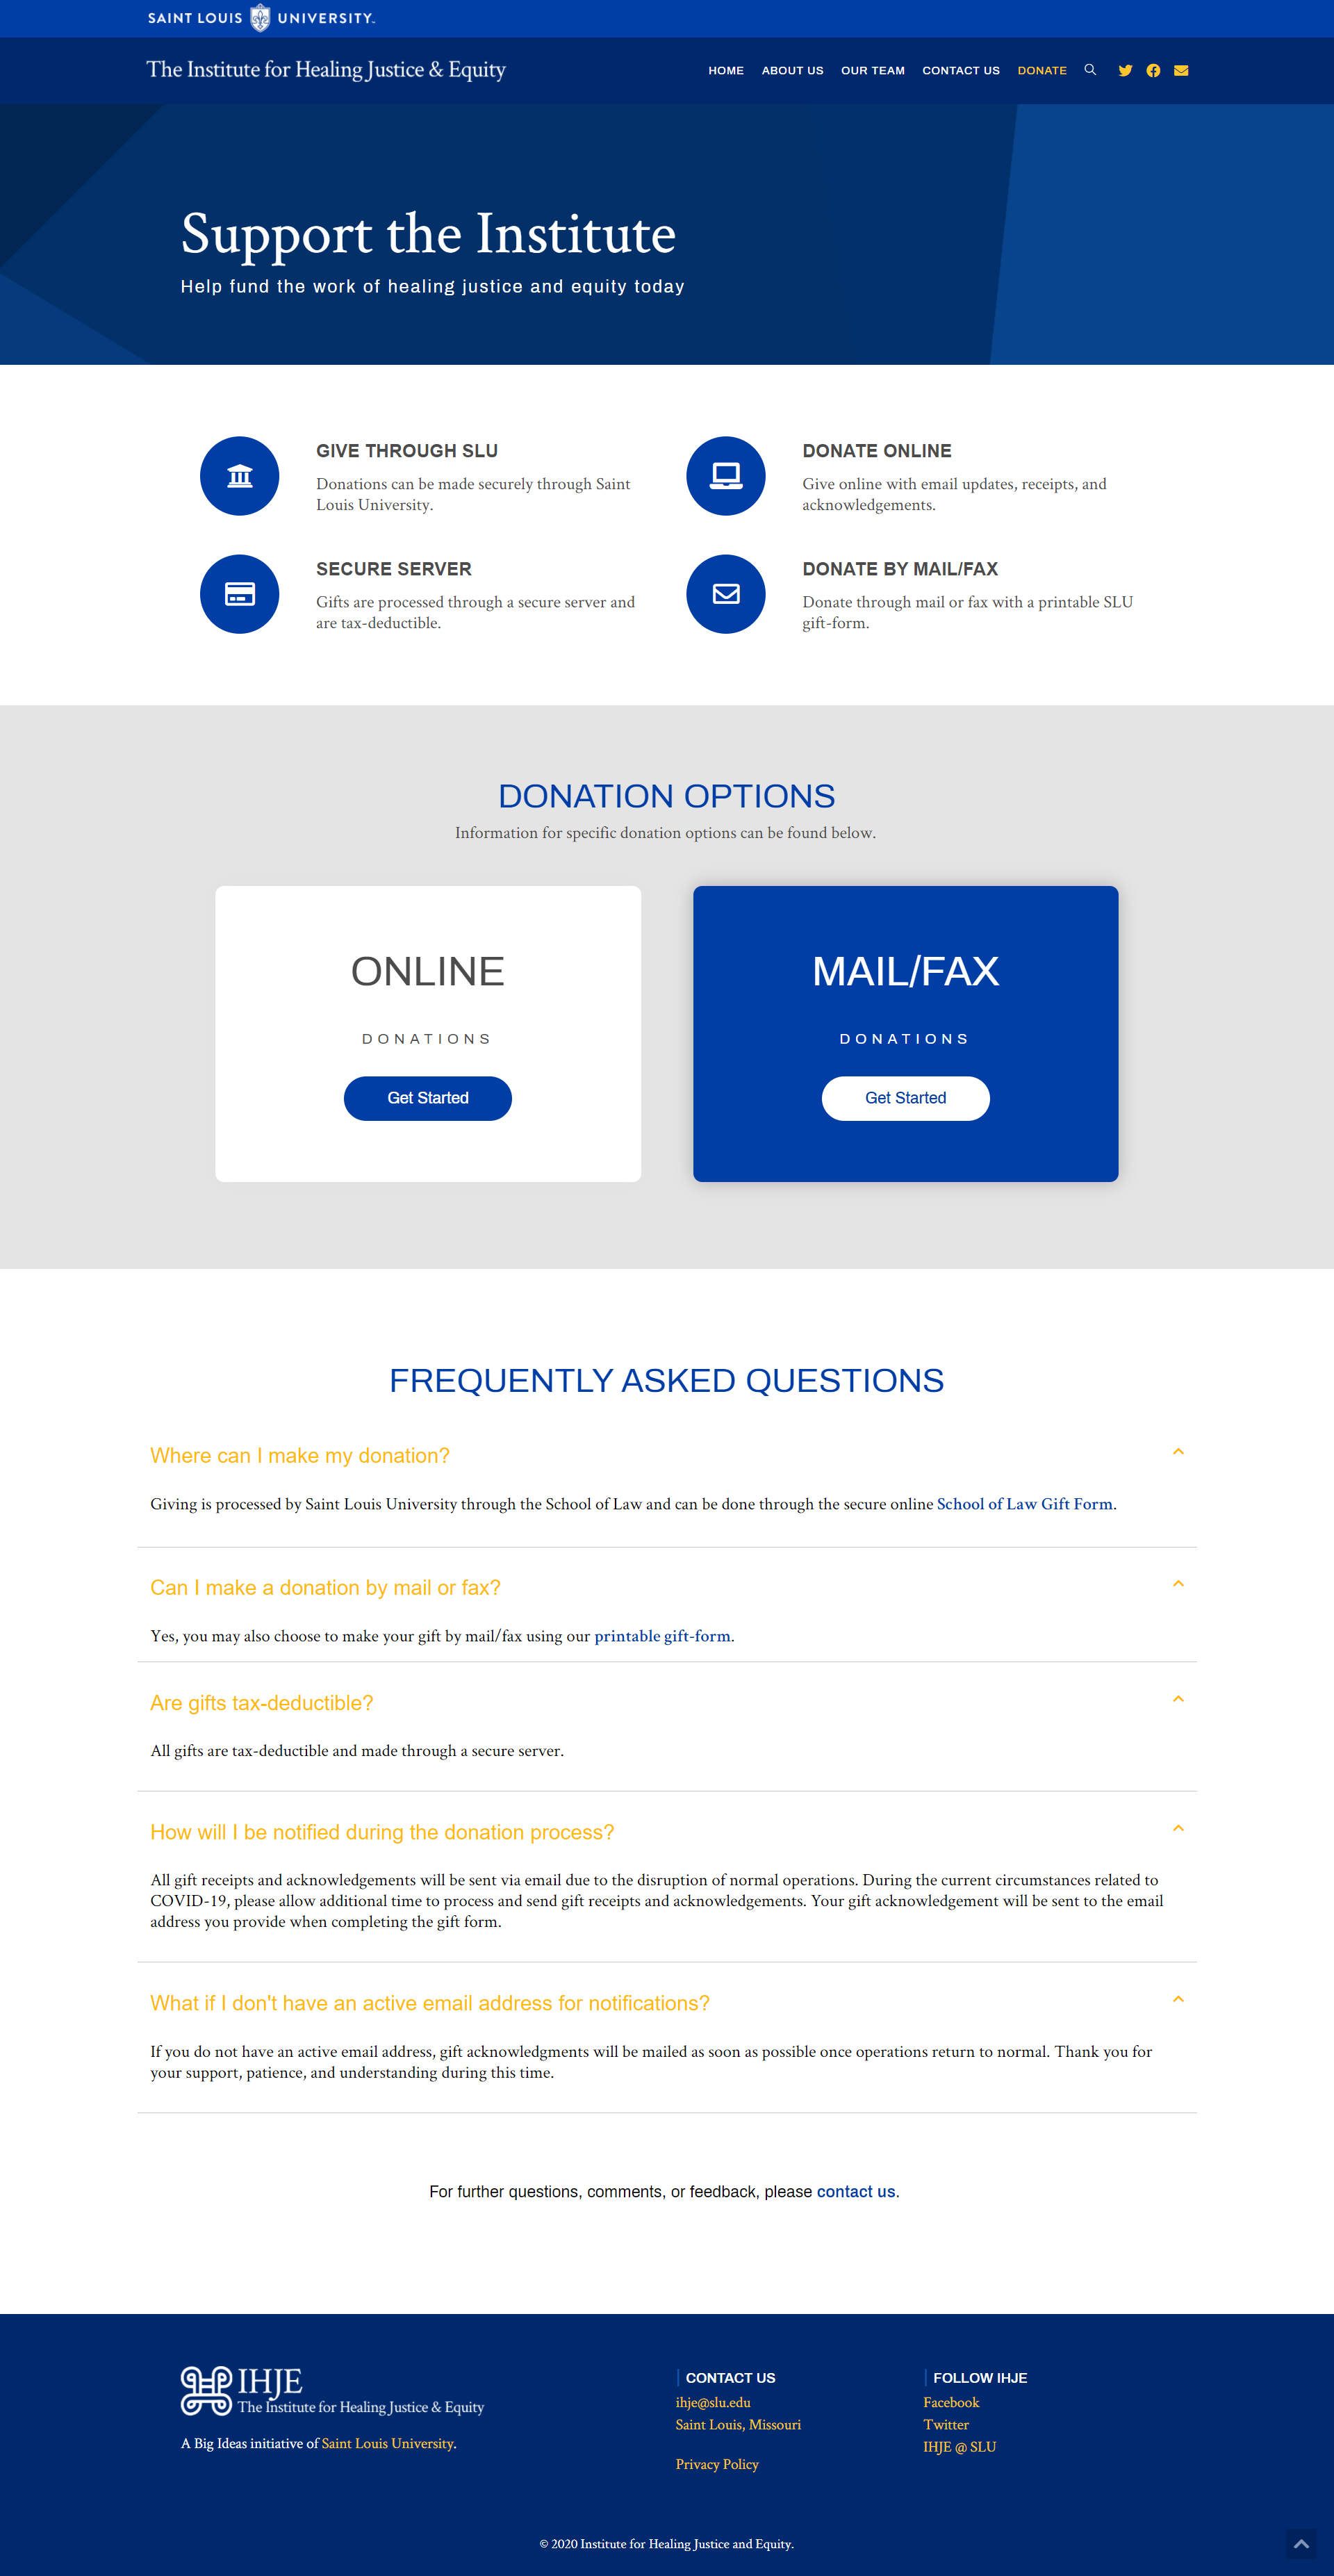 SAINT LOUIS UNIVERSITY.
The Institute for Healing Justice & Equity
HOME ABOUT US OUR TEAM CONTACT US DONATE
Support the Institute
Help fund the work of healing justice and equity today
GIVE THROUGH SLU
Donations can be made securely through Saint
Louis University.
DONATE ONLINE
Give online with email updates, receipts, and
acknowledgements.
SECURE SERVER
Gifts are processed through a secure server and
are tax-deductible.
DONATE BY MAIL/FAX
Donate through mail or fax with a printable SLU
gift-form.
DONATION OPTIONS
Information for specific donation options can be found below.
ONLINE
DONATIONS
Get Started
MAIL/FAX
DONATIONS
Get Started
FREQUENTLY ASKED QUESTIONS
Where can I make my donation?
Giving is processed by Saint Louis University through the School of Law and can be done through the secure online School of Law Gift Form.
Can I make a donation by mail or fax?
Yes, you may also choose to make your gift by mail/fax using our printable gift-form.
Are gifts tax-deductible?
All gifts are tax-deductible and made through a secure server.
How will I be notified during the donation process?
All gift receipts and acknowledgements will be sent via email due to the disruption of normal operations. During the current circumstances related to
COVID-19, please allow additional time to process and send gift receipts and acknowledgements. Your gift acknowledgement will be sent to the email
address you provide when completing the gift form.
What if I don't have an active email address for notifications?
If you do not have an active email address, gift acknowledgments will be mailed as soon as possible once operations return to normal. Thank you for
your support, patience, and understanding during this time.
For further questions, comments, or feedback, please contact us.
IHJE
The Institute for Healing Justice & Equity
A Big Ideas initiative of Saint Louis University.
CONTACT US
ihje@slu.edu
Saint Louis, Missouri
Privacy Policy
FOLLOW IHJE
Facebook
Twitter
IHJE @ SLU
© 2020 Institute for Healing Justice and Equity.